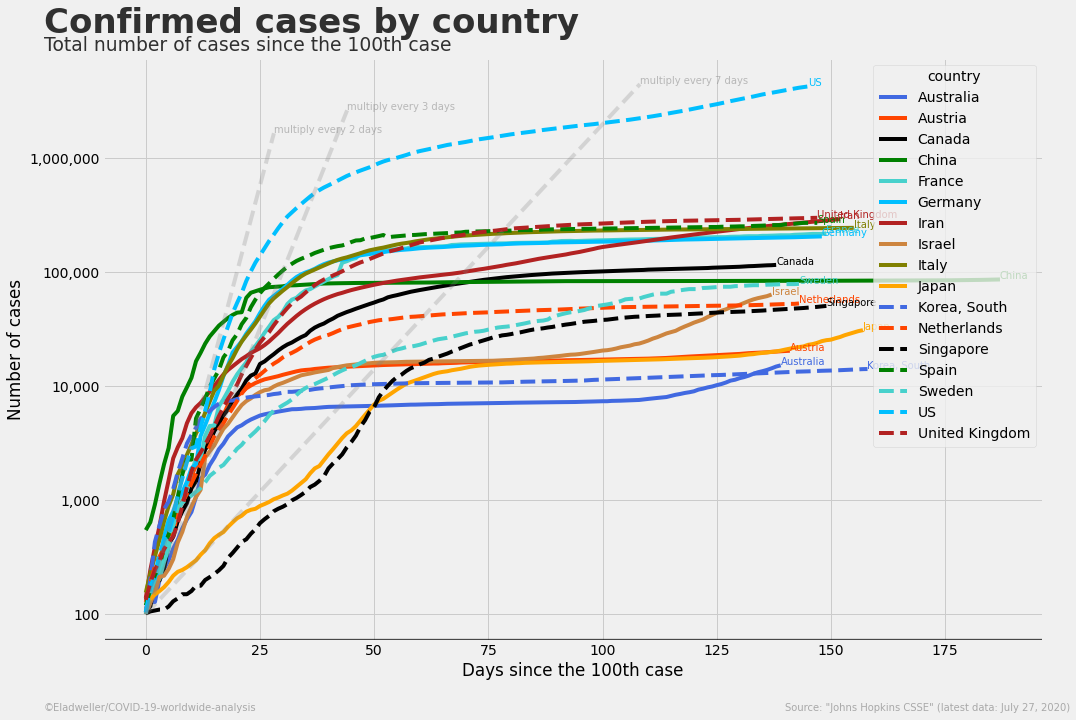 Confirmed cases by country
Total number of cases since the 100th case
multiply every 2 days
multiply every 3 days
multiply every 7 days
US
United Kingdom
Iran
Spain
Italy
Germany
Canada
China
Sweden
Israel
Netherlands
Singapore
Austria
Australia
country
Australia
Austria
Canada
China
France
Germany
Iran
Israel
Italy
Japan
Korea, South
Netherlands
Singapore
Spain
Sweden
US
United Kingdom
Number of cases
1,000,000
100,000
10,000
1,000
100
0
25
50
75
100
125
150
175
Days since the 100th case
©Eladweller/COVID-19-worldwide-analysis
Source: "Johns Hopkins CSSE" (latest data: July 27, 2020)